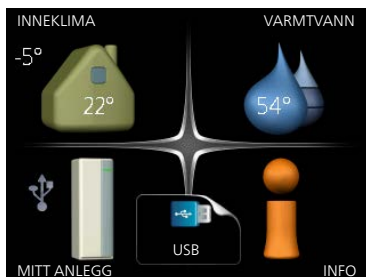 INNEKLIMA
VARMTVANN
-5°
22°
54°
USB
MITT ANLEGG
INFO